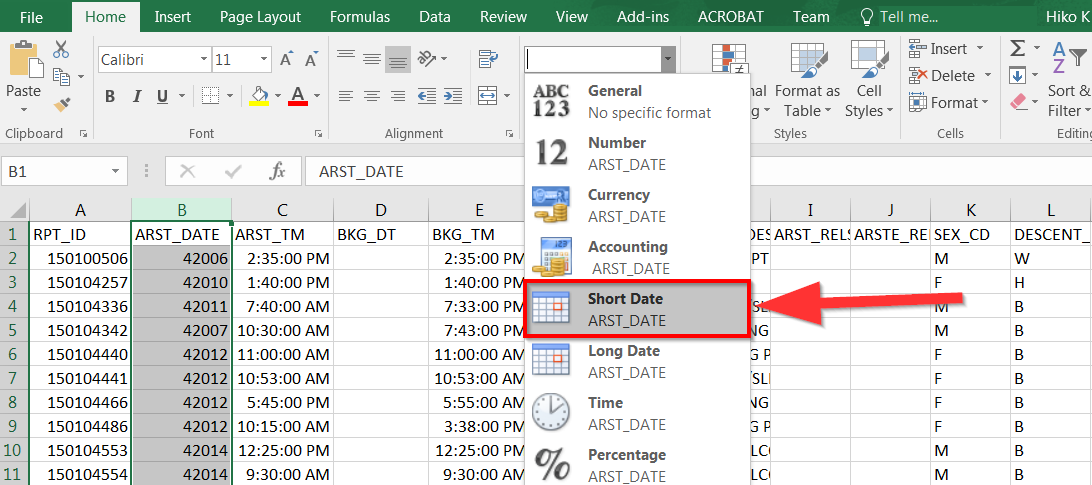 File Home Insert Page Layout Formulas Data Review View Add-ins ACROBAT Team Tell me... Hiko K
Calibri 11 A A Insert Σ A Z
Paste B I U A Format as Table Cell Styles Delete Sort & Filter
Format
Clipboard Font Alignment Styles
General
No specific format
ABC 123
Number
ARST_DATE
12
Currency
ARST_DATE
Accounting
ARST_DATE
Short Date
ARST_DATE
Long Date
ARST_DATE
Time
ARST_DATE
Percentage
ARST_DATE
%
B1 fx ARST_DATE
A B C D E I J K L
1 RPT_ID ARST_DATE ARST_TM BKG_DT BKG_TM ARST_RELS ARSTE_RE SEX_CD DESCENT_
2 150100506 42006 2:35:00 PM 2:35:00 PM PT M W
3 150104257 42010 1:40:00 PM 1:40:00 PM F H
4 150104336 42011 7:40:00 AM 7:33:00 PM M B
5 150104342 42007 10:30:00 AM 7:43:00 PM NG M B
6 150104440 42012 11:00:00 AM 11:00:00 AM G P F B
7 150104441 42012 10:53:00 AM 10:53:00 AM F B
8 150104466 42012 5:45:00 PM 5:55:00 AM NG F B
9 150104486 42012 10:15:00 AM 3:38:00 PM G P F B
10 150104553 42014 12:25:00 PM 12:25:00 PM LC M B
11 150104554 42014 9:30:00 AM 9:30:00 AM M B